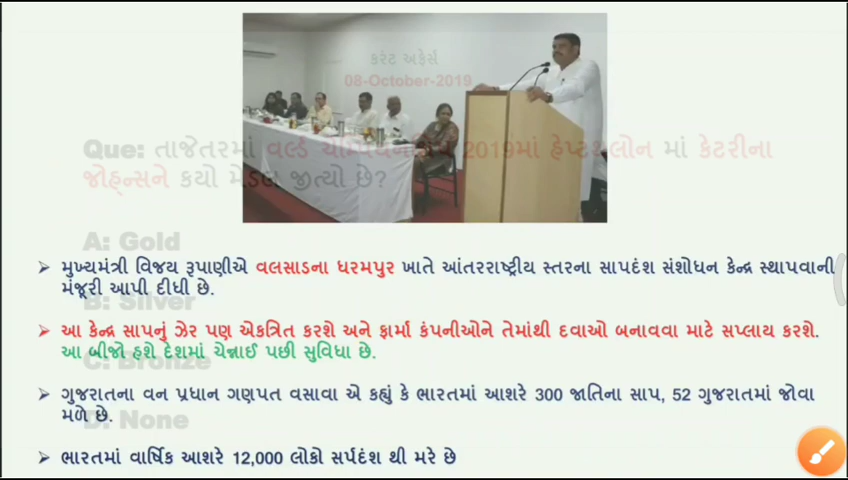 કરંટ અફેર્સ
08-October-2019
Que: તાજેતરમાં વર્લ્ડ ચેમ્પિયનશિપ 2019માં હેપ્ટાથ્લોન માં કેટરીના
જોહ્ન્સને કયો મેડલ જીત્યો છે?
A: Gold
➤ મુખ્યમંત્રી વિજય રૂપાણીએ વલસાડના ધરમપુર ખાતે આંતરરાષ્ટ્રીય સ્તરના સાપદંશ સંશોધન કેન્દ્ર સ્થાપવાની
મંજૂરી આપી દીધી છે.
B: Silver
➤ આ કેન્દ્ર સાપનું ઝેર પણ એકત્રિત કરશે અને ફાર્મા કંપનીઓને તેમાંથી દવાઓ બનાવવા માટે સપ્લાય કરશે.
આ બીજો હશે દેશમાં ચેન્નાઈ પછી સુવિધા છે.
C: Bronze
➤ ગુજરાતના વન પ્રધાન ગણપત વસાવા એ કહ્યું કે ભારતમાં આશરે 300 જાતિના સાપ, 52 ગુજરાતમાં જોવા
મળે છે.
D: None
➤ ભારતમાં વાર્ષિક આશરે 12,000 લોકો સર્પદંશ થી મરે છે